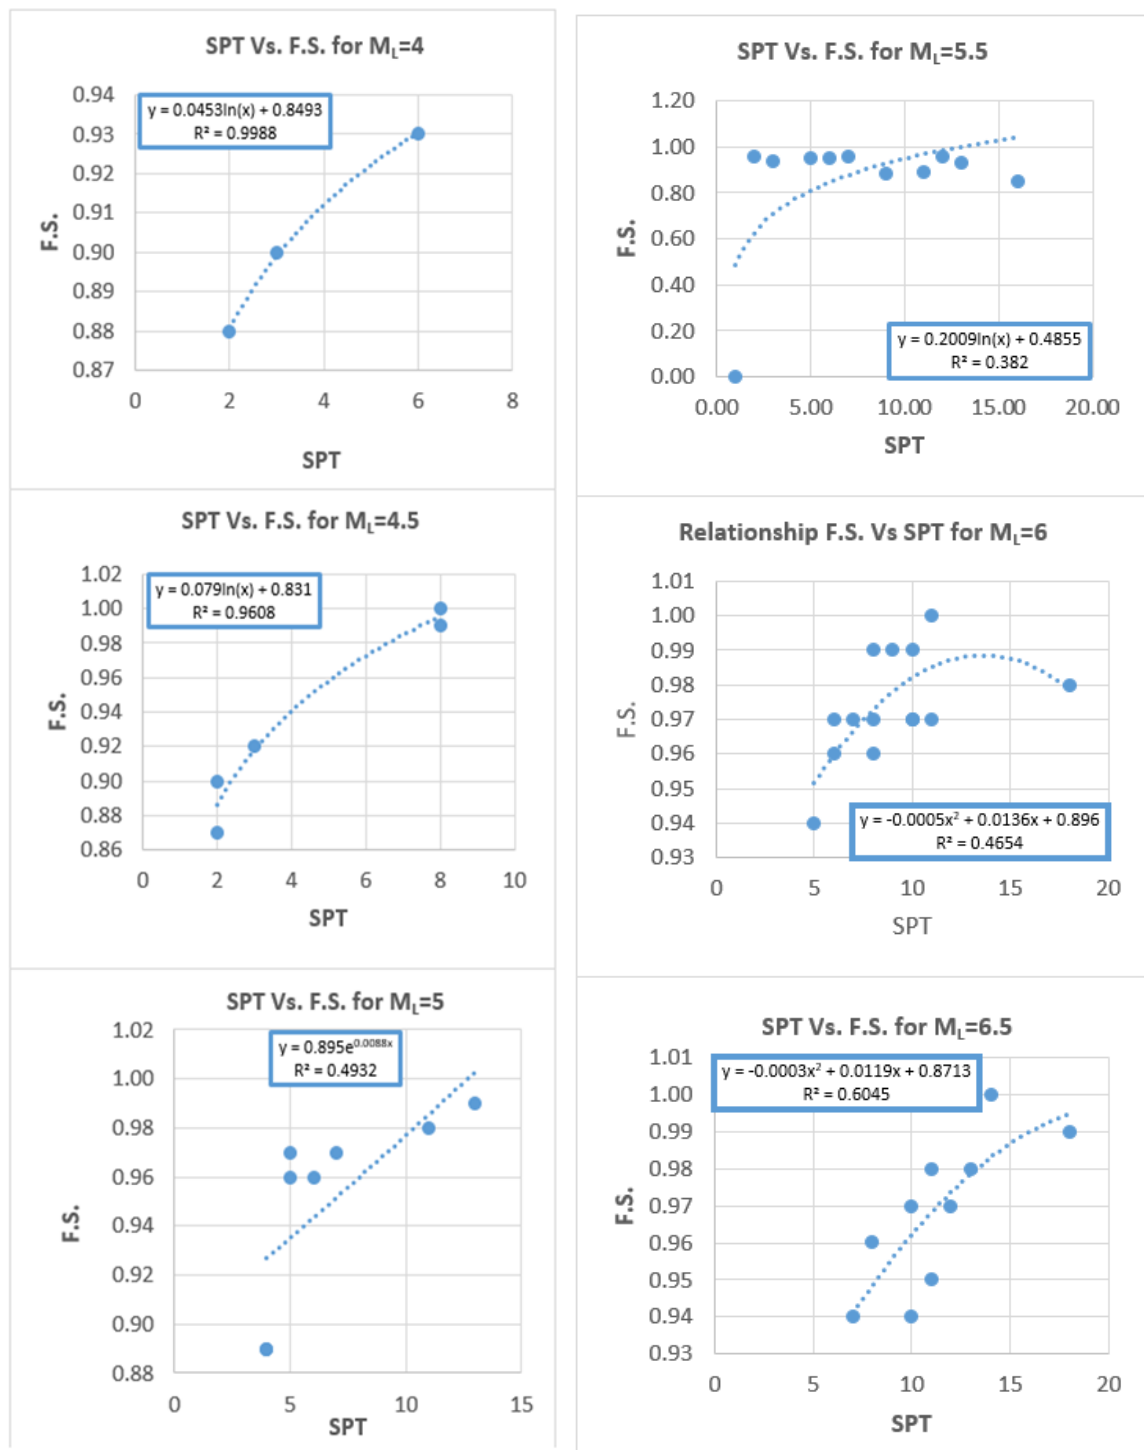 SPT Vs. F.S. for ML=4
0.94
0.93
0.92
0.91
0.90
0.89
0.88
0.87
y = 0.0453ln(x) + 0.8493
R² = 0.9988
F.S.
0 2 4 6 8
SPT
SPT Vs. F.S. for ML=5.5
1.20
1.00
0.80
0.60
0.40
0.20
0.00
F.S.
y = 0.2009ln(x) + 0.4855
R² = 0.382
0.00 5.00 10.00 15.00 20.00
SPT
SPT Vs. F.S. for ML=4.5
1.02
1.00
0.98
0.96
0.94
0.92
0.90
0.88
0.86
y = 0.079ln(x) + 0.831
R² = 0.9608
F.S.
0 2 4 6 8 10
SPT
Relationship F.S. Vs SPT for ML=6
1.01
1.00
0.99
0.98
0.97
0.96
0.95
0.94
0.93
F.S.
y = -0.0005x² + 0.0136x + 0.896
R² = 0.4654
0 5 10 15 20
SPT
SPT Vs. F.S. for ML=5
1.02
1.00
0.98
0.96
0.94
0.92
0.90
0.88
y = 0.895e^0.0088x
R² = 0.4932
F.S.
0 5 10 15
SPT
SPT Vs. F.S. for ML=6.5
1.01
1.00
0.99
0.98
0.97
0.96
0.95
0.94
0.93
y = -0.0003x² + 0.0119x + 0.8713
R² = 0.6045
F.S.
0 5 10 15 20
SPT